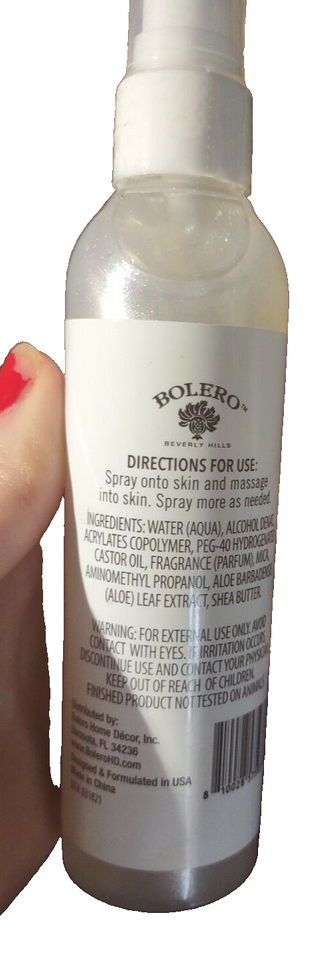 BOLERO™
BEVERLY HILLS
DIRECTIONS FOR USE:
Spray onto skin and massage
into skin. Spray more as needed.
INGREDIENTS: WATER (AQUA), ALCOHOL DENAT,
ACRYLATES COPOLYMER, PEG-40 HYDROGENATED
CASTOR OIL, FRAGRANCE (PARFUM), MICA,
AMINOMETHYL PROPANOL, ALOE BARBADENSIS
(ALOE) LEAF EXTRACT, SHEA BUTTER.
WARNING: FOR EXTERNAL USE ONLY. AVOID
CONTACT WITH EYES. IF IRRITATION OCCURS,
DISCONTINUE USE AND CONTACT YOUR PHYSICIAN.
KEEP OUT OF REACH OF CHILDREN.
FINISHED PRODUCT NOT TESTED ON ANIMALS
Distributed by:
Bolero Home Décor, Inc.
Sarasota, FL 34236
www.BoleroHD.com
Designed & Formulated in USA
Made in China
8 10028